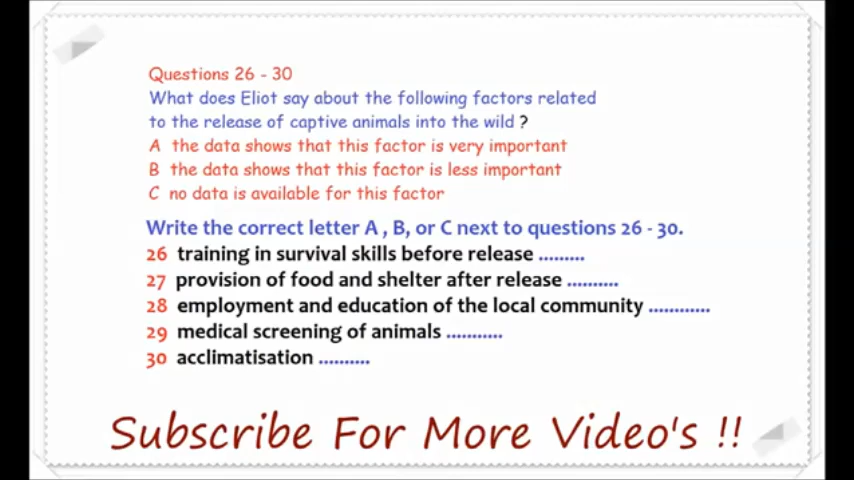 Questions 26 - 30
What does Eliot say about the following factors related
to the release of captive animals into the wild ?
A the data shows that this factor is very important
B the data shows that this factor is less important
C no data is available for this factor
Write the correct letter A , B, or C next to questions 26 - 30.
26 training in survival skills before release .........
27 provision of food and shelter after release ..........
28 employment and education of the local community ............
29 medical screening of animals ...........
30 acclimatisation ..........
Subscribe For More Video's !!